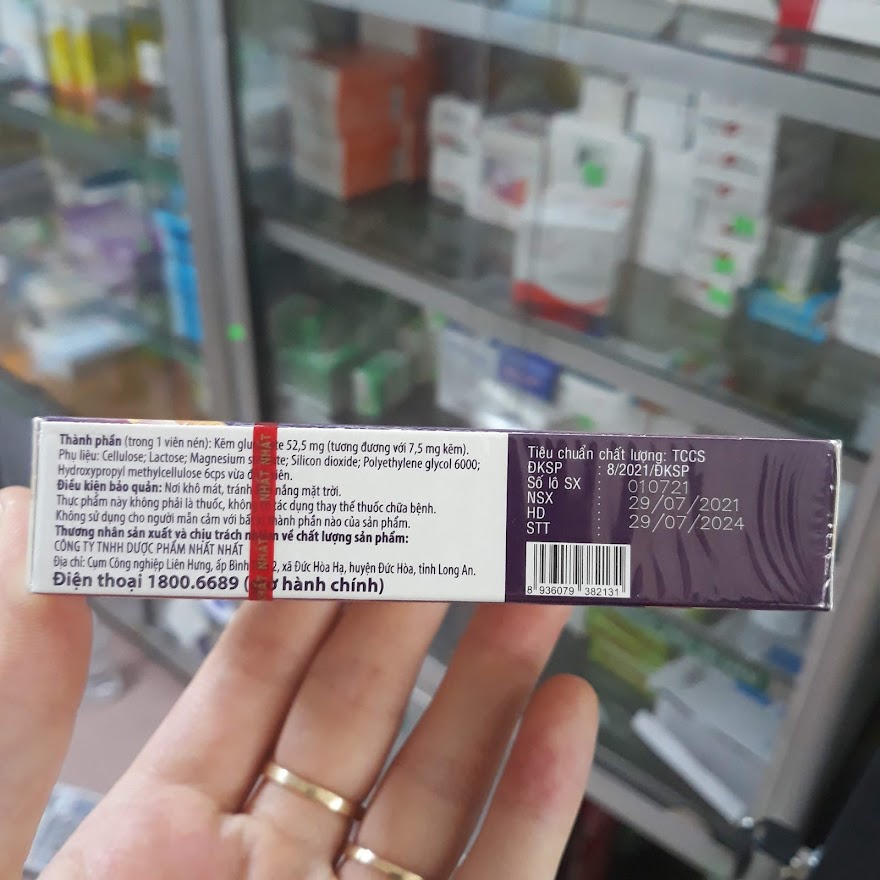 Thành phần (trong 1 viên nén): Kẽm glu te 52,5 mg (tương đương với 7,5 mg kẽm).
Phụ liệu: Cellulose; Lactose; Magnesium s te; Silicon dioxide; Polyethylene glycol 6000;
Hydroxypropyl methylcellulose 6cps vừa đ iên.
Điều kiện bảo quản: Nơi khô mát, tránh nắng mặt trời.
Thực phẩm này không phải là thuốc, không tác dụng thay thế thuốc chữa bệnh.
Không sử dụng cho người mẫn cảm với bấ thành phần nào của sản phẩm.
Thương nhân sản xuất và chịu trách n về chất lượng sản phẩm:
CÔNG TY TNHH DƯỢC PHẨM NHẤT NHẤT
Địa chỉ: Cụm Công nghiệp Liên Hưng, ấp Bình 2, xã Đức Hòa Hạ, huyện Đức Hòa, tỉnh Long An.
Điện thoại 1800.6689 ( hành chính)
NHẤT NHẤT
Tiêu chuẩn chất lượng: TCCS
ĐKSP : 8/2021/ĐKSP
Số lô SX : 010721
NSX : 29/07/2021
HD : 29/07/2024
STT :
8 936079 382131